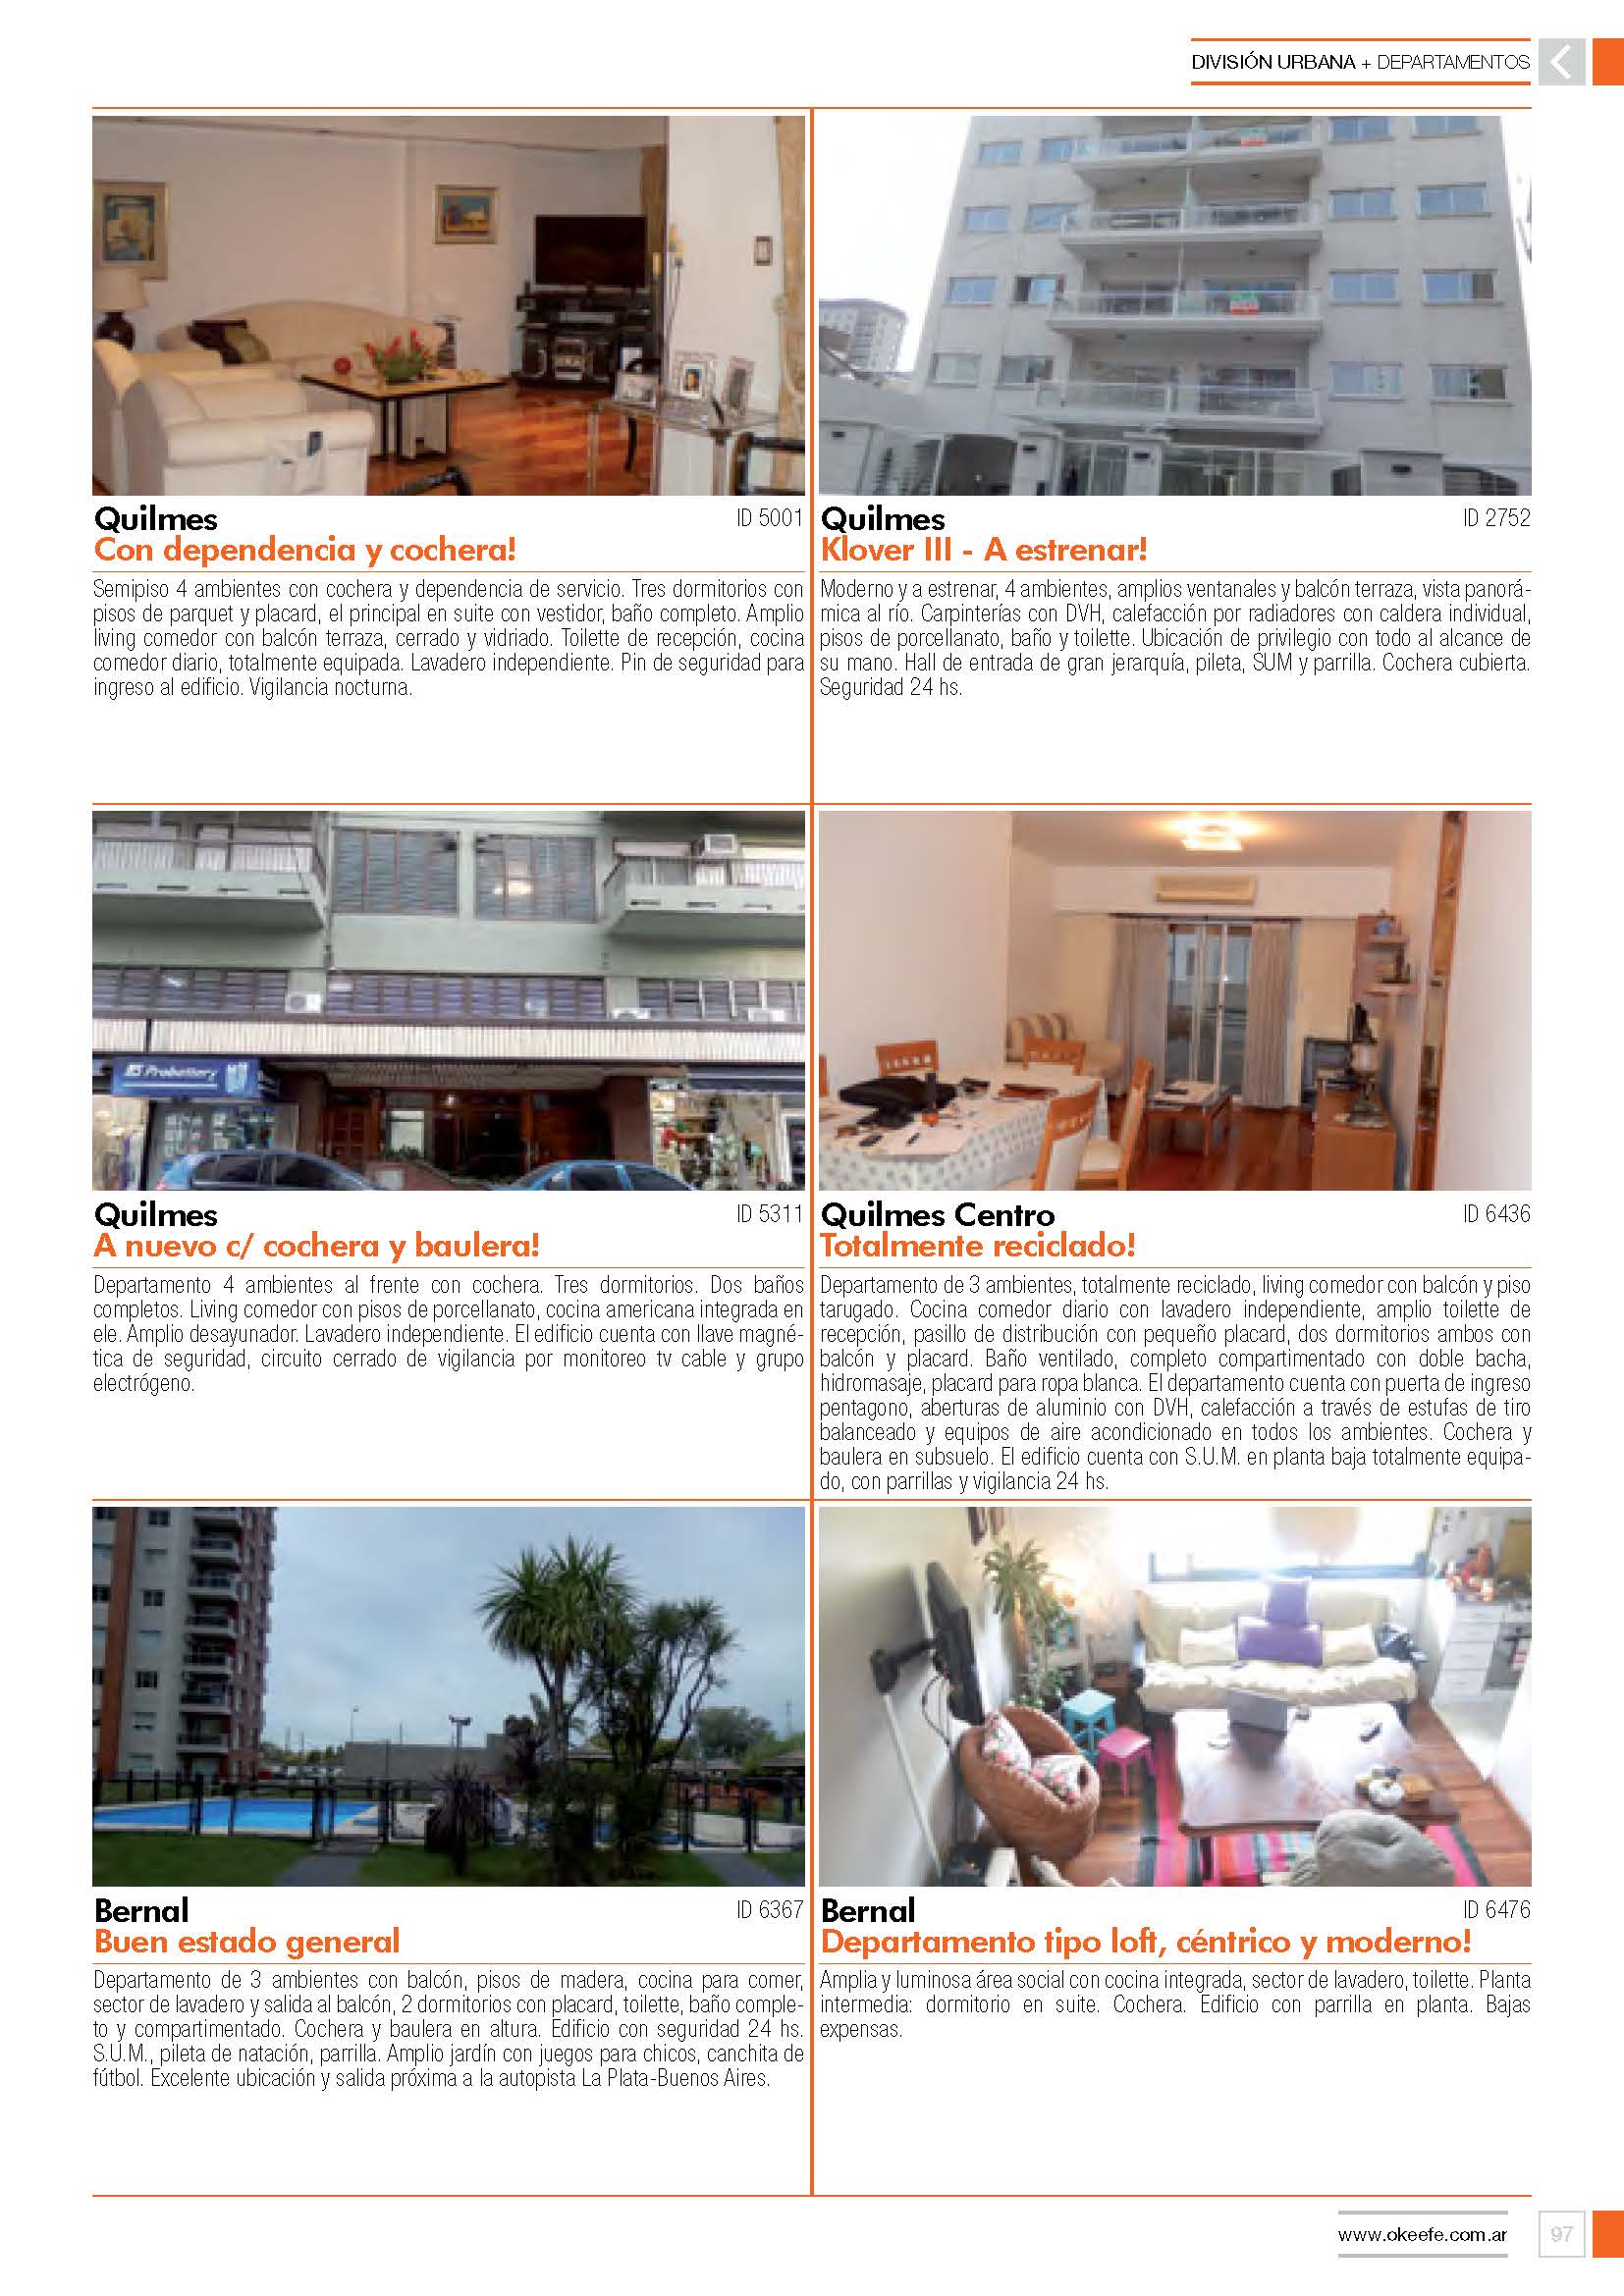 DIVISIÓN URBANA + DEPARTAMENTOS
Quilmes
ID 5001
Con dependencia y cochera!
Semipiso 4 ambientes con cochera y dependencia de servicio. Tres dormitorios con
pisos de parquet y placard, el principal en suite con vestidor, baño completo. Amplio
living comedor con balcón terraza, cerrado y vidriado. Toilette de recepción, cocina
comedor diario, totalmente equipada. Lavadero independiente. Pin de seguridad para
ingreso al edificio. Vigilancia nocturna.
Quilmes
ID 2752
Klover III - A estrenar!
Moderno y a estrenar, 4 ambientes, amplios ventanales y balcón terraza, vista panorá-
mica al río. Carpinterías con DVH, calefacción por radiadores con caldera individual,
pisos de porcellanato, baño y toilette. Ubicación de privilegio con todo al alcance de
su mano. Hall de entrada de gran jerarquía, pileta, SUM y parrilla. Cochera cubierta.
Seguridad 24 hs.
Probattery
Quilmes
ID 5311
A nuevo c/ cochera y baulera!
Departamento 4 ambientes al frente con cochera. Tres dormitorios. Dos baños
completos. Living comedor con pisos de porcellanato, cocina americana integrada en
ele. Amplio desayunador. Lavadero independiente. El edificio cuenta con llave magné-
tica de seguridad, circuito cerrado de vigilancia por monitoreo tv cable y grupo
electrógeno.
Quilmes Centro
ID 6436
Totalmente reciclado!
Departamento de 3 ambientes, totalmente reciclado, living comedor con balcón y piso
tarugado. Cocina comedor diario con lavadero independiente, amplio toilette de
recepción, pasillo de distribución con pequeño placard, dos dormitorios ambos con
balcón y placard. Baño ventilado, completo compartimentado con doble bacha,
hidromasaje, placard para ropa blanca. El departamento cuenta con puerta de ingreso
pentagono, aberturas de aluminio con DVH, calefacción a través de estufas de tiro
balanceado y equipos de aire acondicionado en todos los ambientes. Cochera y
baulera en subsuelo. El edificio cuenta con S.U.M. en planta baja totalmente equipa-
do, con parrillas y vigilancia 24 hs.
Bernal
ID 6367
Buen estado general
Departamento de 3 ambientes con balcón, pisos de madera, cocina para comer,
sector de lavadero y salida al balcón, 2 dormitorios con placard, toilette, baño comple-
to y compartimentado. Cochera y baulera en altura. Edificio con seguridad 24 hs.
S.U.M., pileta de natación, parrilla. Amplio jardín con juegos para chicos, canchita de
fútbol. Excelente ubicación y salida próxima a la autopista La Plata-Buenos Aires.
Bernal
ID 6476
Departamento tipo loft, céntrico y moderno!
Amplia y luminosa área social con cocina integrada, sector de lavadero, toilette. Planta
intermedia: dormitorio en suite. Cochera. Edificio con parrilla en planta. Bajas
expensas.
www.okeefe.com.ar
97